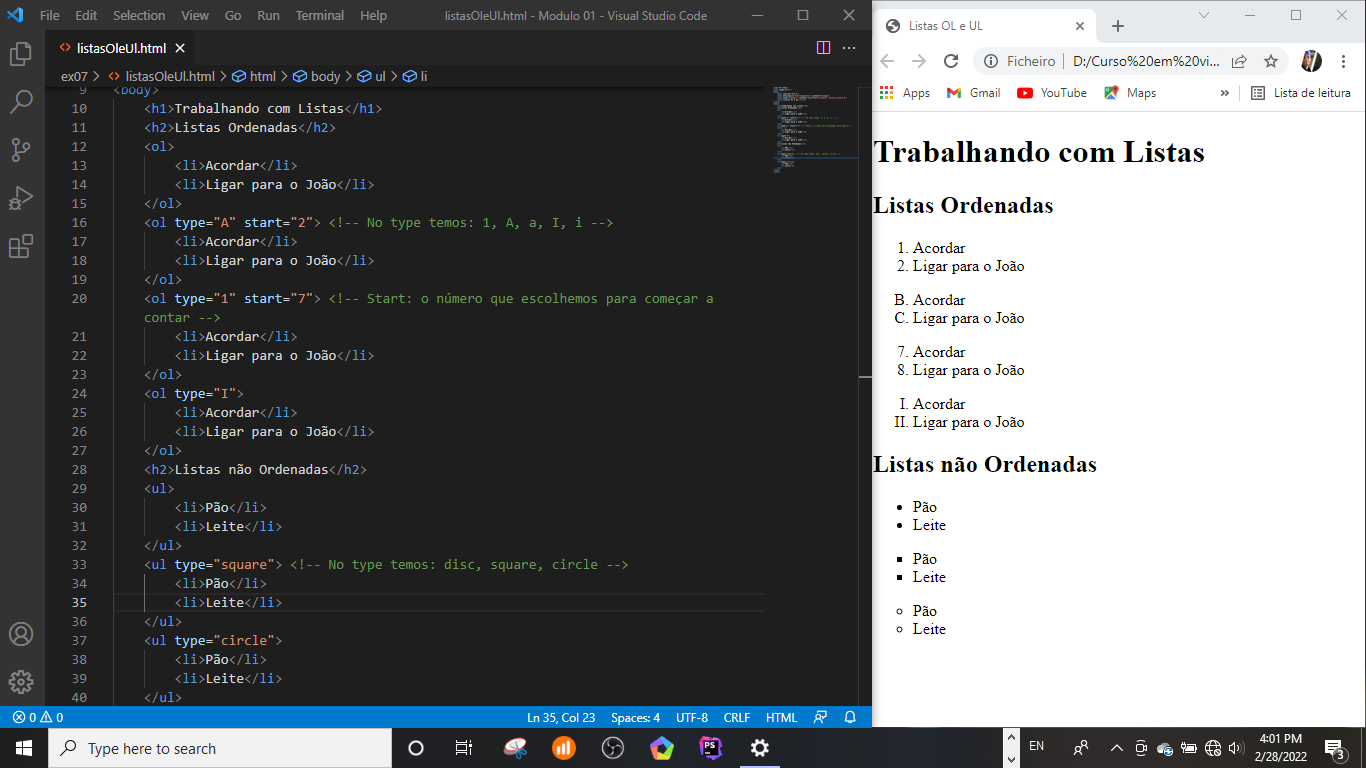 File Edit Selection View Go Run Terminal Help listasOleUl.html - Modulo 01 - Visual Studio Code
listasOleUl.html
ex07 > listasOleUl.html > html > body > ul > li
9 <body>
10 <h1>Trabalhando com Listas</h1>
11 <h2>Listas Ordenadas</h2>
12 <ol>
13 <li>Acordar</li>
14 <li>Ligar para o João</li>
15 </ol>
16 <ol type="A" start="2"> <!-- No type temos: 1, A, a, I, i -->
17 <li>Acordar</li>
18 <li>Ligar para o João</li>
19 </ol>
20 <ol type="1" start="7"> <!-- Start: o número que escolhemos para começar a
contar -->
21 <li>Acordar</li>
22 <li>Ligar para o João</li>
23 </ol>
24 <ol type="I">
25 <li>Acordar</li>
26 <li>Ligar para o João</li>
27 </ol>
28 <h2>Listas não Ordenadas</h2>
29 <ul>
30 <li>Pão</li>
31 <li>Leite</li>
32 </ul>
33 <ul type="square"> <!-- No type temos: disc, square, circle -->
34 <li>Pão</li>
35 <li>Leite</li>
36 </ul>
37 <ul type="circle">
38 <li>Pão</li>
39 <li>Leite</li>
40 </ul>
0 0 Ln 35, Col 23 Spaces: 4 UTF-8 CRLF HTML
Listas OL e UL
Ficheiro | D:/Curso%20em%20vi...
Apps Gmail YouTube Maps » Lista de leitura
Trabalhando com Listas
Listas Ordenadas
1. Acordar
2. Ligar para o João
B. Acordar
C. Ligar para o João
7. Acordar
8. Ligar para o João
I. Acordar
II. Ligar para o João
Listas não Ordenadas
• Pão
• Leite
▪ Pão
▪ Leite
◦ Pão
◦ Leite
Type here to search
PS
EN
4:01 PM
2/28/2022
3